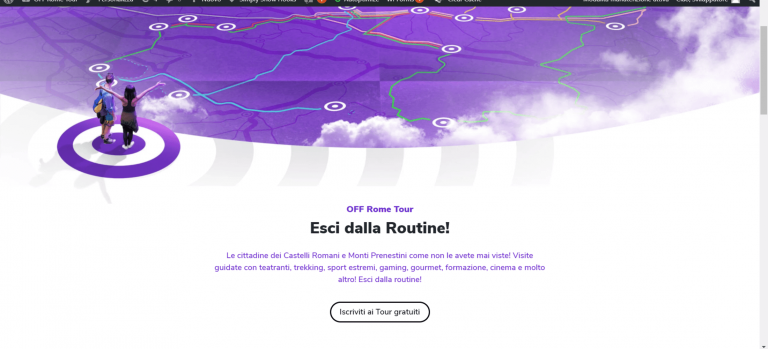 OFF Rome Tour
Esci dalla Routine!
Le cittadine dei Castelli Romani e Monti Prenestini come non le avete mai viste! Visite
guidate con teatranti, trekking, sport estremi, gaming, gourmet, formazione, cinema e molto
altro! Esci dalla routine!
Iscriviti ai Tour gratuiti